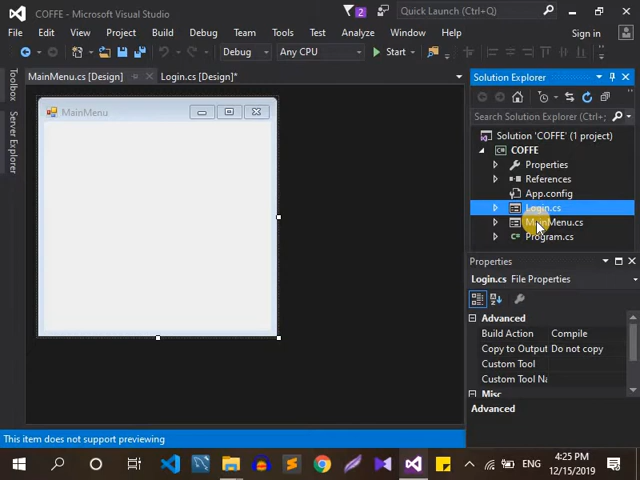 COFFE - Microsoft Visual Studio
2
Quick Launch (Ctrl+Q)
File Edit View Project Build Debug Team Tools Test Analyze Window Help
Sign in
Debug Any CPU Start
MainMenu.cs [Design] Login.cs [Design]*
Toolbox
Server Explorer
MainMenu
Solution Explorer
Search Solution Explorer (Ctrl+;
Solution 'COFFE' (1 project)
COFFE
Properties
References
App.config
Login.cs
MainMenu.cs
Program.cs
Properties
Login.cs File Properties
Advanced
Build Action Compile
Copy to Output Do not copy
Custom Tool
Custom Tool Na
Misc
Advanced
This item does not support previewing
ENG
4:25 PM
12/15/2019